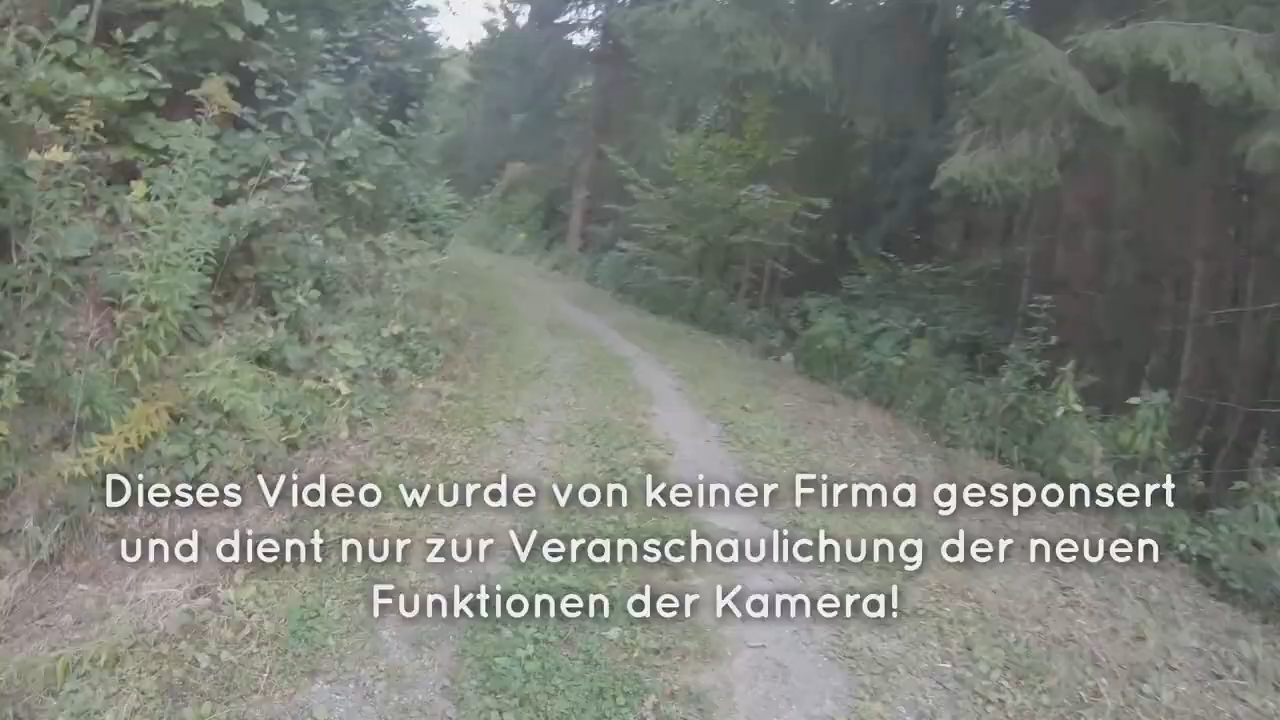 Dieses Video wurde von keiner Firma gesponsert
und dient nur zur Veranschaulichung der neuen
Funktionen der Kamera!